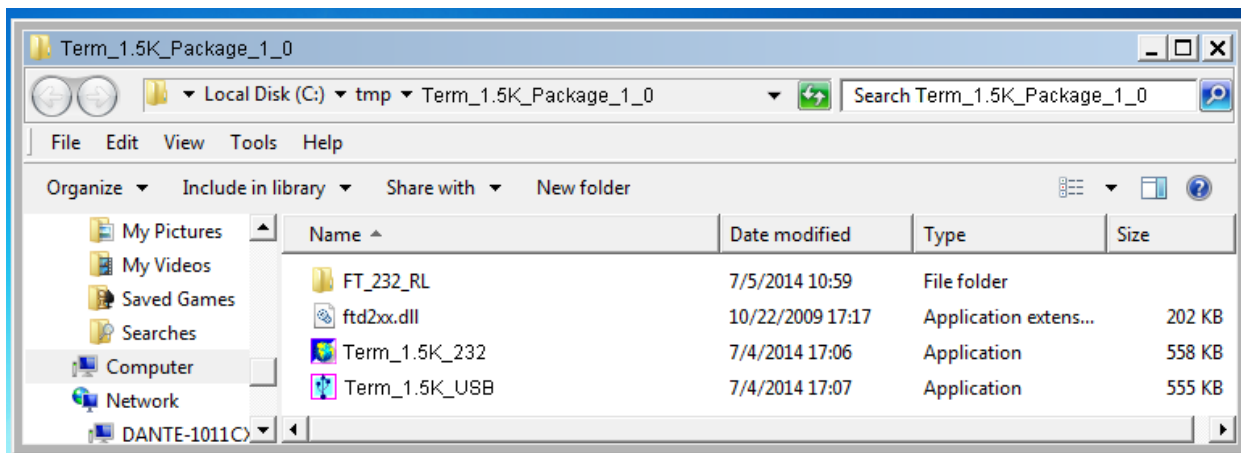 Term_1.5K_Package_1_0
Local Disk (C:) tmp Term_1.5K_Package_1_0 Search Term_1.5K_Package_1_0
File Edit View Tools Help
Organize Include in library Share with New folder
My Pictures Name Date modified Type Size
My Videos FT_232_RL 7/5/2014 10:59 File folder
Saved Games ftd2xx.dll 10/22/2009 17:17 Application extens... 202 KB
Searches Term_1.5K_232 7/4/2014 17:06 Application 558 KB
Computer Term_1.5K_USB 7/4/2014 17:07 Application 555 KB
Network
DANTE-1011C